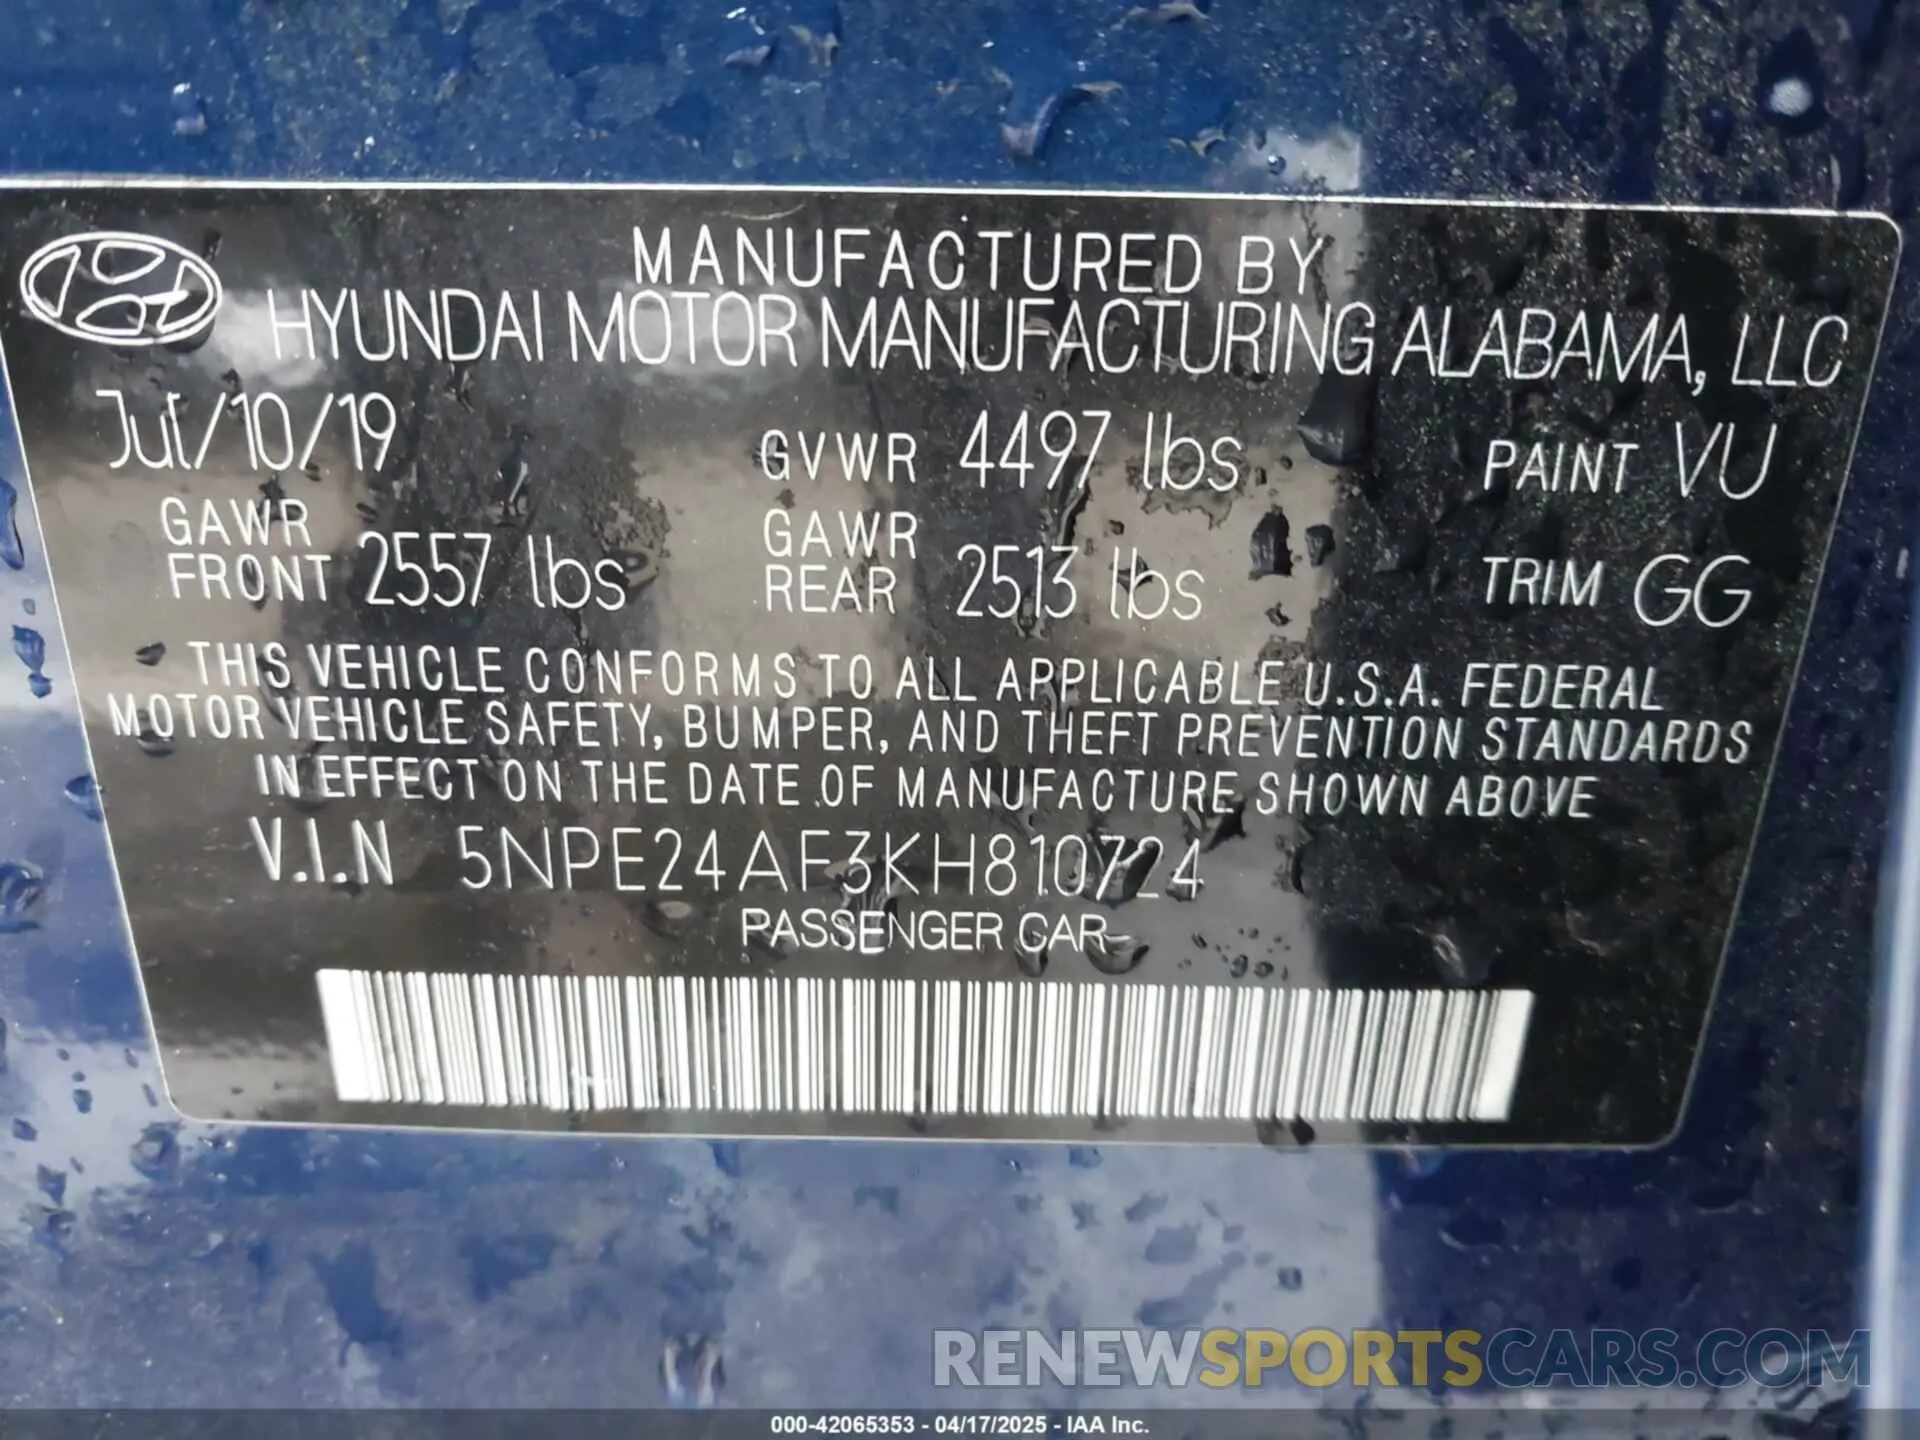 MANUFACTURED BY
HYUNDAI MOTOR MANUFACTURING ALABAMA, LLC
Jul/10/19 GVWR 4497 lbs PAINT VU
GAWR FRONT 2557 lbs GAWR REAR 2513 lbs TRIM GG
THIS VEHICLE CONFORMS TO ALL APPLICABLE U.S.A. FEDERAL
MOTOR VEHICLE SAFETY, BUMPER, AND THEFT PREVENTION STANDARDS
IN EFFECT ON THE DATE OF MANUFACTURE SHOWN ABOVE
V.I.N 5NPE24AF3KH810724
PASSENGER CAR
RENEWSPORTSCARS.COM
000-42065353 - 04/17/2025 - IAA Inc.